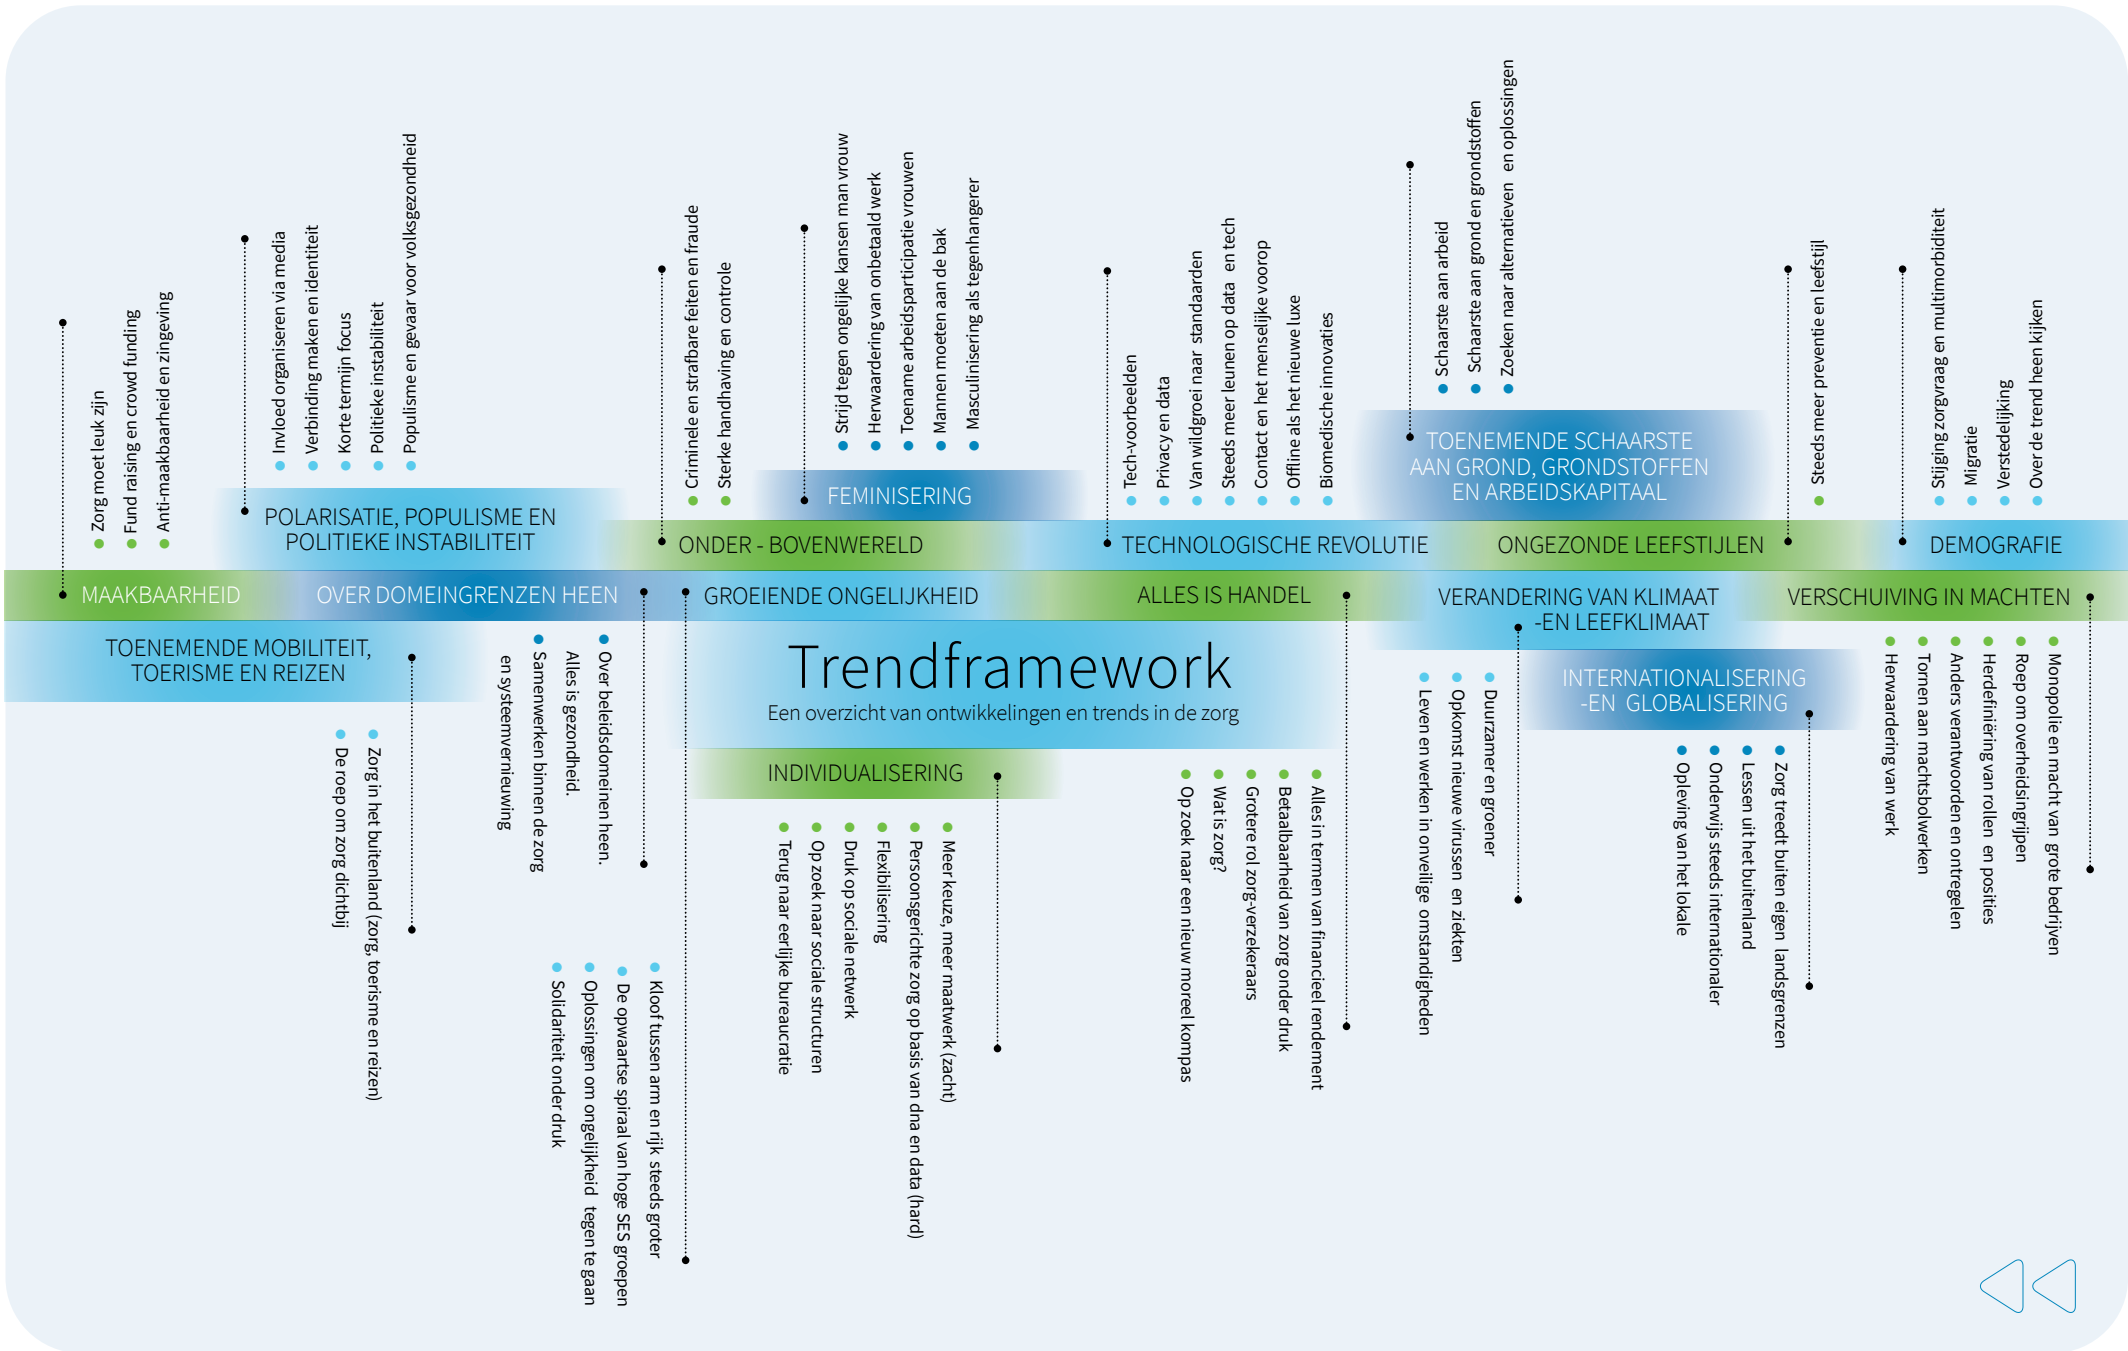 Trendframework
Een overzicht van ontwikkelingen en trends in de zorg
MAAKBAARHEID
Zorg moet leuk zijn
Fund raising en crowd funding
Anti-maakbaarheid en zingeving
POLARISATIE, POPULISME EN
POLITIEKE INSTABILITEIT
Invloed organiseren via media
Verbinding maken en identiteit
Korte termijn focus
Politieke instabiliteit
Populisme en gevaar voor volksgezondheid
ONDER - BOVENWERELD
Criminele en strafbare feiten en fraude
Sterke handhaving en controle
FEMINISERING
Strijd tegen ongelijke kansen man vrouw
Herwaardering van onbetaald werk
Toename arbeidsparticipatie vrouwen
Mannen moeten aan de bak
Masculinisering als tegenhangerer
TECHNOLOGISCHE REVOLUTIE
Tech-voorbeelden
Privacy en data
Van wildgroei naar standaarden
Steeds meer leunen op data en tech
Contact en het menselijke voorop
Offline als het nieuwe luxe
Biomedische innovaties
TOENEMENDE SCHAARSTE
AAN GROND, GRONDSTOFFEN
EN ARBEIDSKAPITAAL
Schaarste aan arbeid
Schaarste aan grond en grondstoffen
Zoeken naar alternatieven en oplossingen
ONGEZONDE LEEFSTIJLEN
Steeds meer preventie en leefstijl
DEMOGRAFIE
Stijging zorgvraag en multimorbiditeit
Migratie
Verstedelijking
Over de trend heen kijken
TOENEMENDE MOBILITEIT,
TOERISME EN REIZEN
De roep om zorg dichtbij
Zorg in het buitenland (zorg, toerisme en reizen)
OVER DOMEINGRENZEN HEEN
Over beleidsdomeinen heen.
Alles is gezondheid.
Samenwerken binnen de zorg
en systeemvernieuwing
GROEIENDE ONGELIJKHEID
Kloof tussen arm en rijk steeds groter
De opwaartse spiraal van hoge SES groepen
Oplossingen om ongelijkheid tegen te gaan
Solidariteit onder druk
INDIVIDUALISERING
Meer keuze, meer maatwerk (zacht)
Persoonsgerichte zorg op basis van dna en data (hard)
Flexibilisering
Druk op sociale netwerk
Op zoek naar sociale structuren
Terug naar eerlijke bureaucratie
ALLES IS HANDEL
Alles in termen van financieel rendement
Betaalbaarheid van zorg onder druk
Grotere rol zorg-verzekeraars
Wat is zorg?
Op zoek naar een nieuw moreel kompas
VERANDERING VAN KLIMAAT
-EN LEEFKLIMAAT
Duurzamer en groener
Opkomst nieuwe virussen en ziekten
Leven en werken in onveilige omstandigheden
INTERNATIONALISERING
-EN GLOBALISERING
Zorg treedt buiten eigen landsgrenzen
Lessen uit het buitenland
Onderwijs steeds internationaler
Opleving van het lokale
VERSCHUIVING IN MACHTEN
Monopolie en macht van grote bedrijven
Roep om overheidsingrijpen
Herdefiniëring van rollen en posities
Anders verantwoorden en ontregelen
Tornen aan machtsbolwerken
Herwaardering van werk